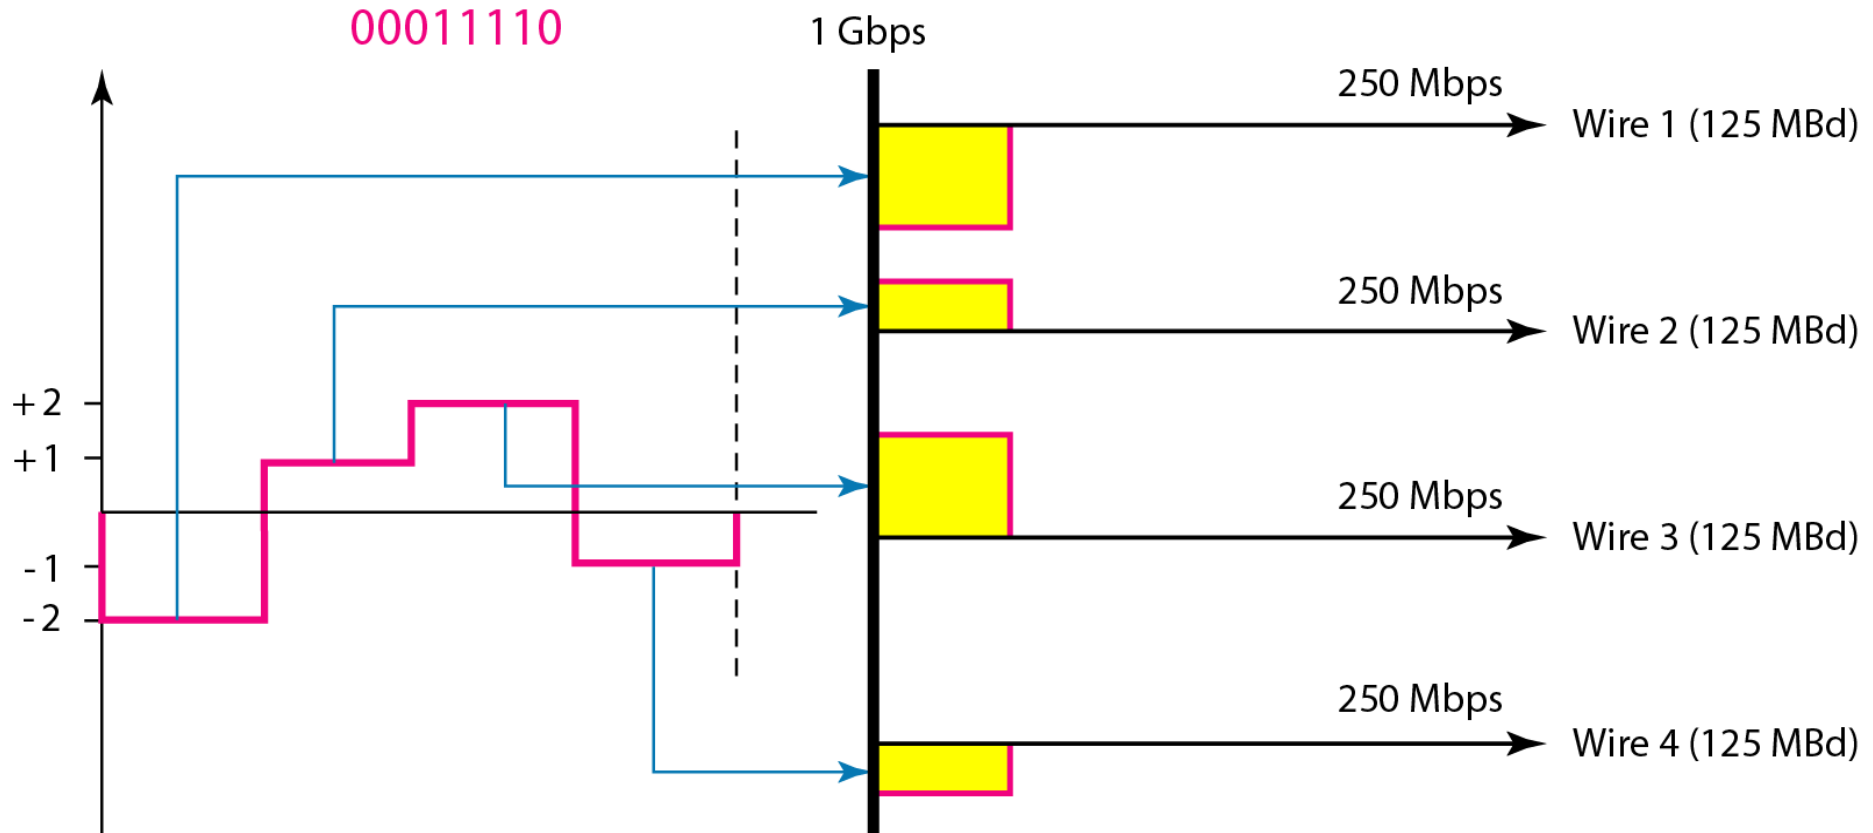 00011110
1 Gbps
250 Mbps
Wire 1 (125 MBd)
250 Mbps
Wire 2 (125 MBd)
+2
+1
-1
-2
250 Mbps
Wire 3 (125 MBd)
250 Mbps
Wire 4 (125 MBd)